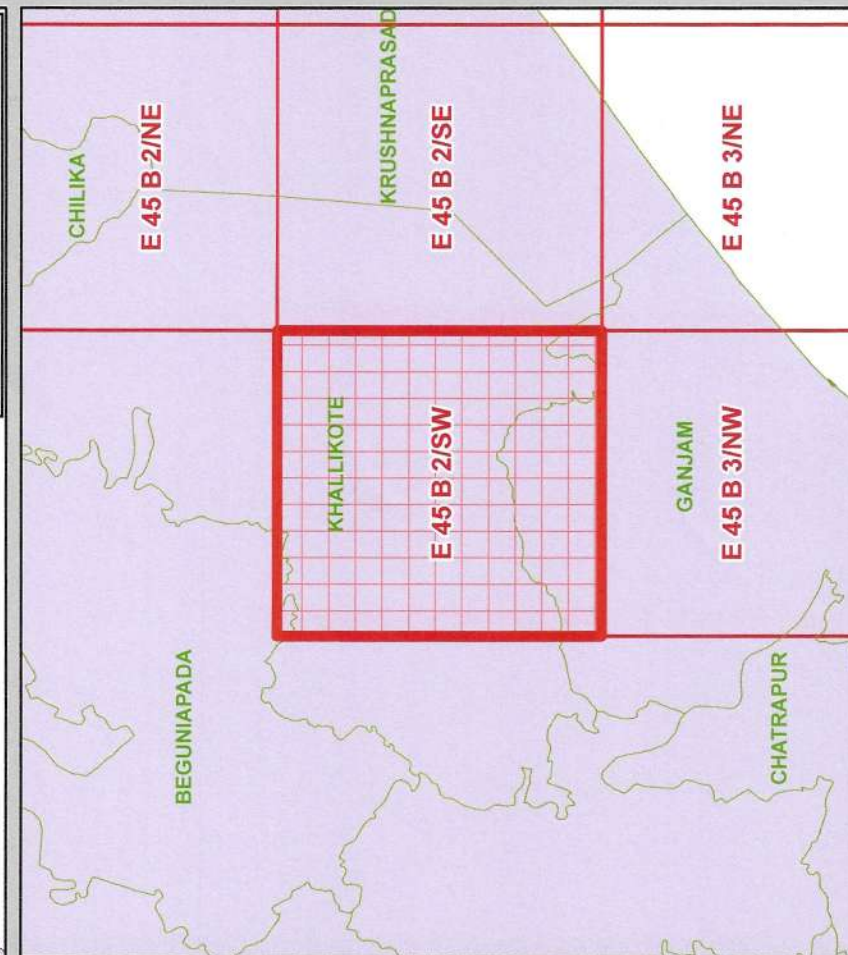 CHILIKA
E 45 B 2/NE
BEGUNIAPADA
KHALLIKOTE
KRUSHNAPRASAD
E 45 B 2/SW
E 45 B 2/SE
GANJAM
E 45 B 3/NW
E 45 B 3/NE
CHATRAPUR